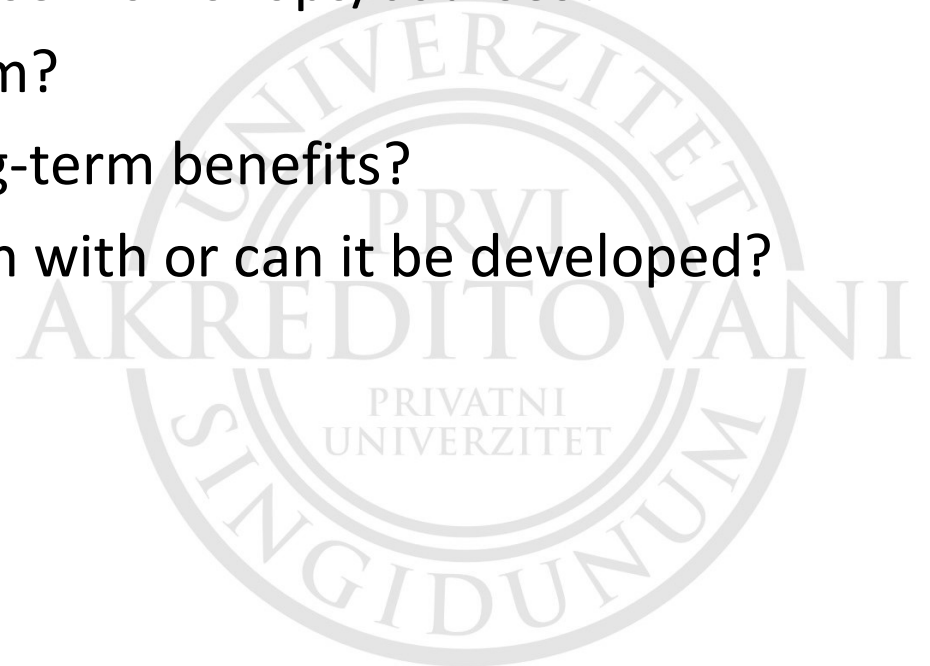 m?
-term benefits?
with or can it be developed?
UNIVERZITET
PRVI
AKREDITOVANI
PRIVATNI
UNIVERZITET
SINGIDUNUM